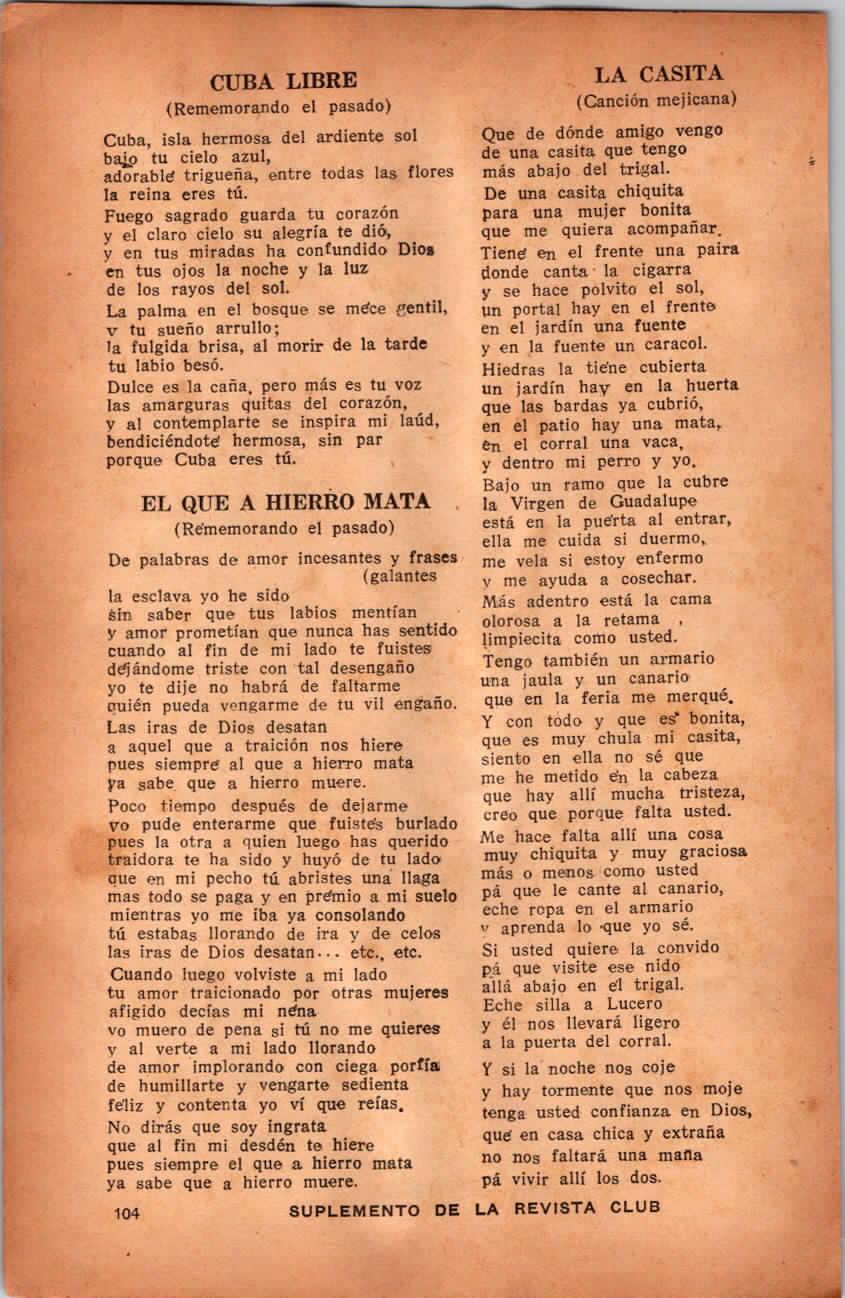 CUBA LIBRE
(Rememorando el pasado)
Cuba, isla hermosa del ardiente sol
bajo tu cielo azul,
adorable trigueña, entre todas las flores
la reina eres tú.
Fuego sagrado guarda tu corazón
y el claro cielo su alegría te dió,
y en tus miradas ha confundido Dios
en tus ojos la noche y la luz
de los rayos del sol.
La palma en el bosque se mece gentil,
y tu sueño arrullo;
la fulgida brisa, al morir de la tarde
tu labio besó.
Dulce es la caña, pero más es tu voz
las amarguras quitas del corazón,
y al contemplarte se inspira mi laúd,
bendiciéndote hermosa, sin par
porque Cuba eres tú.
EL QUE A HIERRO MATA
(Rememorando el pasado)
De palabras de amor incesantes y frases
(galantes
la esclava yo he sido
sin saber que tus labios mentían
y amor prometían que nunca has sentido
cuando al fin de mi lado te fuistes
dejándome triste con tal desengaño
yo te dije no habrá de faltarme
quién pueda vengarme de tu vil engaño.
Las iras de Dios desatan
a aquel que a traición nos hiere
pues siempre al que a hierro mata
ya sabe que a hierro muere.
Poco tiempo después de dejarme
yo pude enterarme que fuistes burlado
pues la otra a quien luego has querido
traidora te ha sido y huyó de tu lado
que en mi pecho tú abristes una llaga
mas todo se paga y en premio a mi suelo
mientras yo me iba ya consolando
tú estabas llorando de ira y de celos
las iras de Dios desatan... etc., etc.
Cuando luego volviste a mi lado
tu amor traicionado por otras mujeres
afigido decías mi nena
yo muero de pena si tú no me quieres
y al verte a mi lado llorando
de amor implorando con ciega porfía
de humillarte y vengarte sedienta
feliz y contenta yo ví que reías.
No dirás que soy ingrata
que al fin mi desdén te hiere
pues siempre el que a hierro mata
ya sabe que a hierro muere.
LA CASITA
(Canción mejicana)
Que de dónde amigo vengo
de una casita que tengo
más abajo del trigal.
De una casita chiquita
para una mujer bonita
que me quiera acompañar.
Tiene en el frente una paira
donde canta la cigarra
y se hace polvito el sol,
un portal hay en el frente
en el jardín una fuente
y en la fuente un caracol.
Hiedras la tiene cubierta
un jardín hay en la huerta
que las bardas ya cubrió,
en el patio hay una mata,
en el corral una vaca,
y dentro mi perro y yo.
Bajo un ramo que la cubre
la Virgen de Guadalupe
está en la puerta al entrar,
ella me cuida si duermo,
me vela si estoy enfermo
y me ayuda a cosechar.
Más adentro está la cama
olorosa a la retama ,
limpiecita como usted.
Tengo también un armario
una jaula y un canario
que en la feria me merqué.
Y con todo y que es bonita,
que es muy chula mi casita,
siento en ella no sé que
me he metido en la cabeza
que hay allí mucha tristeza,
creo que porque falta usted.
Me hace falta allí una cosa
muy chiquita y muy graciosa
más o menos como usted
pá que le cante al canario,
eche ropa en el armario
y aprenda lo que yo sé.
Si usted quiere la convido
pá que visite ese nido
allá abajo en el trigal.
Eche silla a Lucero
y él nos llevará ligero
a la puerta del corral.
Y si la noche nos coje
y hay tormente que nos moje
tenga usted confianza en Dios,
que en casa chica y extraña
no nos faltará una maña
pá vivir allí los dos.
104 SUPLEMENTO DE LA REVISTA CLUB